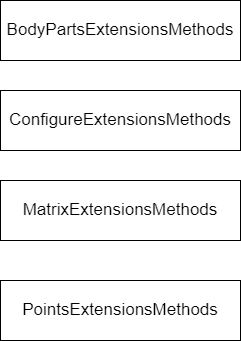 BodyPartsExtensionsMethods
ConfigureExtensionsMethods
MatrixExtensionsMethods
PointsExtensionsMethods